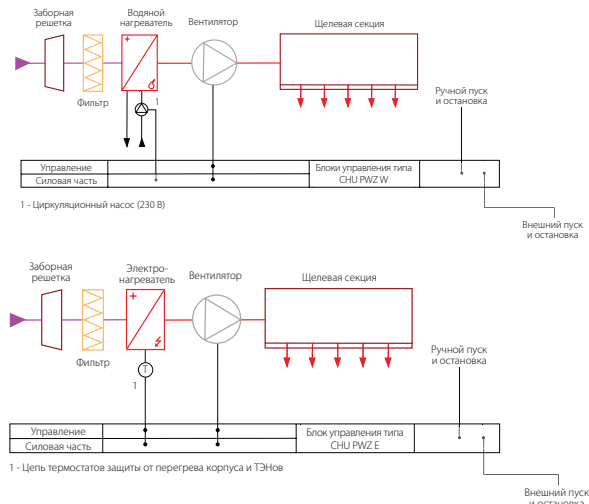 Заборная
решетка
Водяной
нагреватель
Вентилятор
Щелевая секция
Фильтр
1
Ручной пуск
и остановка
Управление
Силовая часть
Блоки управления типа
CHU PWZ W
1 - Циркуляционный насос (230 В)
Внешний пуск
и остановка
Заборная
решетка
Электро-
нагреватель
Вентилятор
Щелевая секция
Фильтр
T
1
Ручной пуск
и остановка
Управление
Силовая часть
Блок управления типа
CHU PWZ E
1 - Цепь термостатов защиты от перегрева корпуса и ТЭНов
Внешний пуск
и остановка